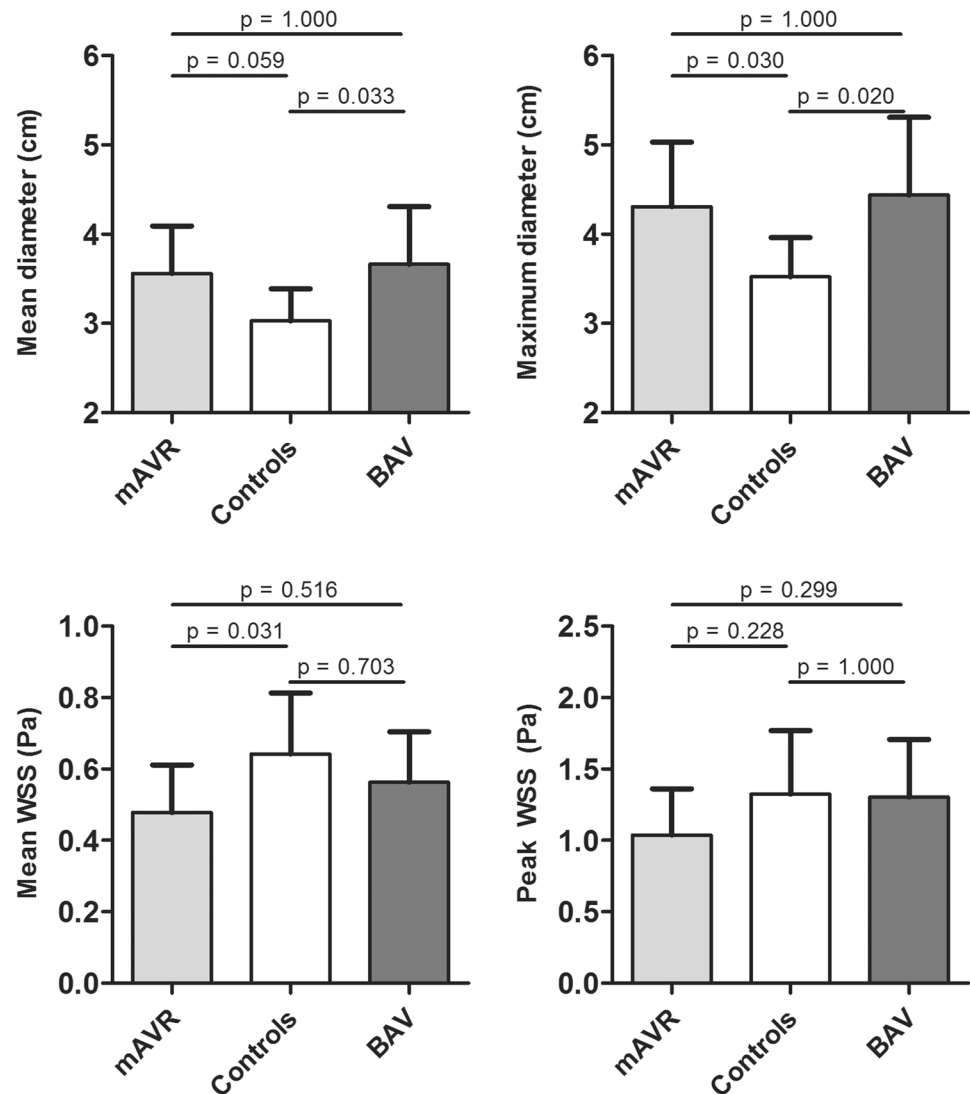 p = 1.000
p = 0.059
p = 0.033
Mean diameter (cm)
6
5
4
3
2
mAVR
Controls
BAV
p = 1.000
p = 0.030
p = 0.020
Maximum diameter (cm)
6
5
4
3
2
mAVR
Controls
BAV
p = 0.516
p = 0.031
p = 0.703
Mean WSS (Pa)
1.0
0.8
0.6
0.4
0.2
0.0
mAVR
Controls
BAV
p = 0.299
p = 0.228
p = 1.000
Peak WSS (Pa)
2.5
2.0
1.5
1.0
0.5
0.0
mAVR
Controls
BAV